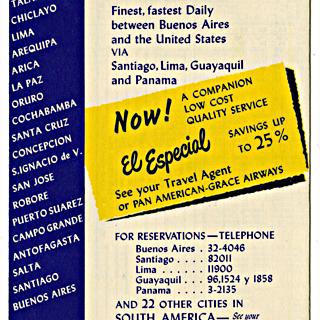 CHICLAYO
LIMA
AREQUIPA
ARICA
LA PAZ
ORURO
COCHABAMBA
SANTA CRUZ
CONCEPCION
S.IGNACIO de V.
SAN JOSE
ROBORE
PUERTO SUAREZ
CAMPO GRANDE
ANTOFAGASTA
SALTA
SANTIAGO
BUENOS AIRES
Finest, fastest Daily
between Buenos Aires
and the United States
VIA
Santiago, Lima, Guayaquil
and Panama
Now!
A COMPANION
LOW COST
QUALITY SERVICE
El Especial
SAVINGS UP
TO 25%
See your Travel Agent
or PAN AMERICAN-GRACE AIRWAYS
FOR RESERVATIONS—TELEPHONE
Buenos Aires . 32-4046
Santiago . . . . 82011
Lima . . . . . 11900
Guayaquil . . . 96,1524 y 1858
Panama . . . . 3-2135
AND 22 OTHER CITIES IN
SOUTH AMERICA— See your